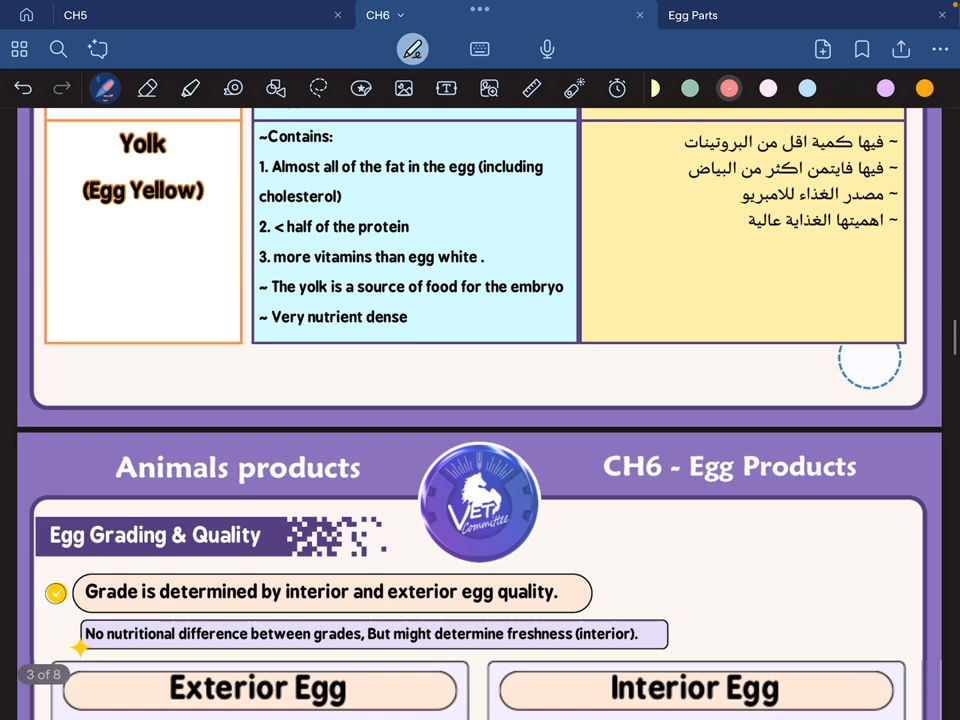 CH5
CH6
Egg Parts
Yolk
(Egg Yellow)
~Contains:
1. Almost all of the fat in the egg (including
cholesterol)
2. < half of the protein
3. more vitamins than egg white .
~ The yolk is a source of food for the embryo
~ Very nutrient dense
~ فيها كمية اقل من البروتينات
~ فيها فايتمن اكثر من البياض
~ مصدر الغذاء للامبريو
~ اهميتها الغذاية عالية
Animals products
VET
Committee
CH6 - Egg Products
Egg Grading & Quality
Grade is determined by interior and exterior egg quality.
No nutritional difference between grades, But might determine freshness (interior).
3 of 8
Exterior Egg
Interior Egg